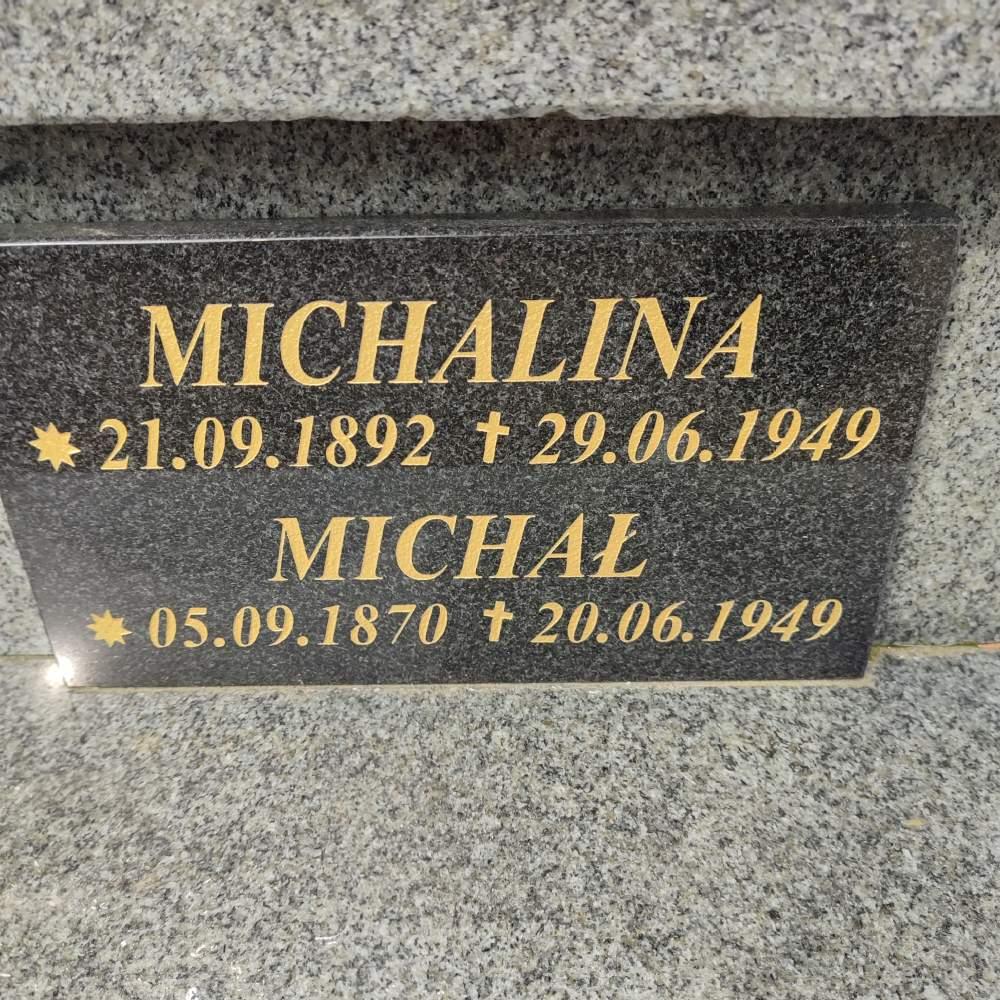 MICHALINA
* 21.09.1892 ✝ 29.06.1949
MICHAŁ
* 05.09.1870 ✝ 20.06.1949